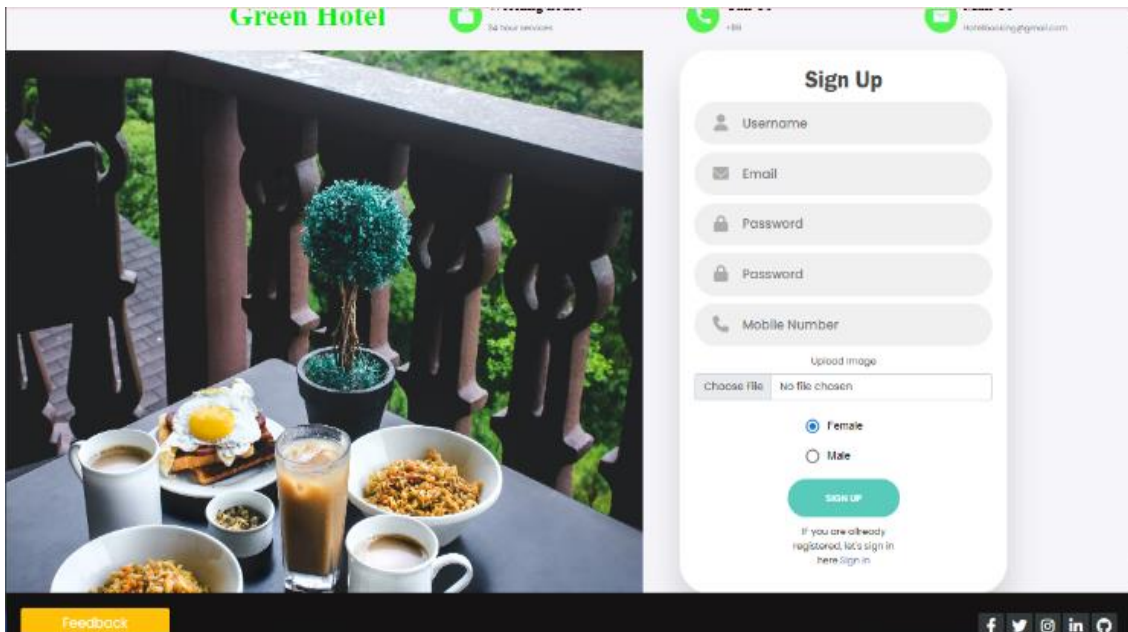 Green Hotel
24 hour services
+91
Hotelbooking@gmail.com
Sign Up
Username
Email
Password
Password
Mobile Number
Upload Image
Choose File No file chosen
Female
Male
SIGN UP
If you are allready
registered, let's sign in
here Sign in
Feedback